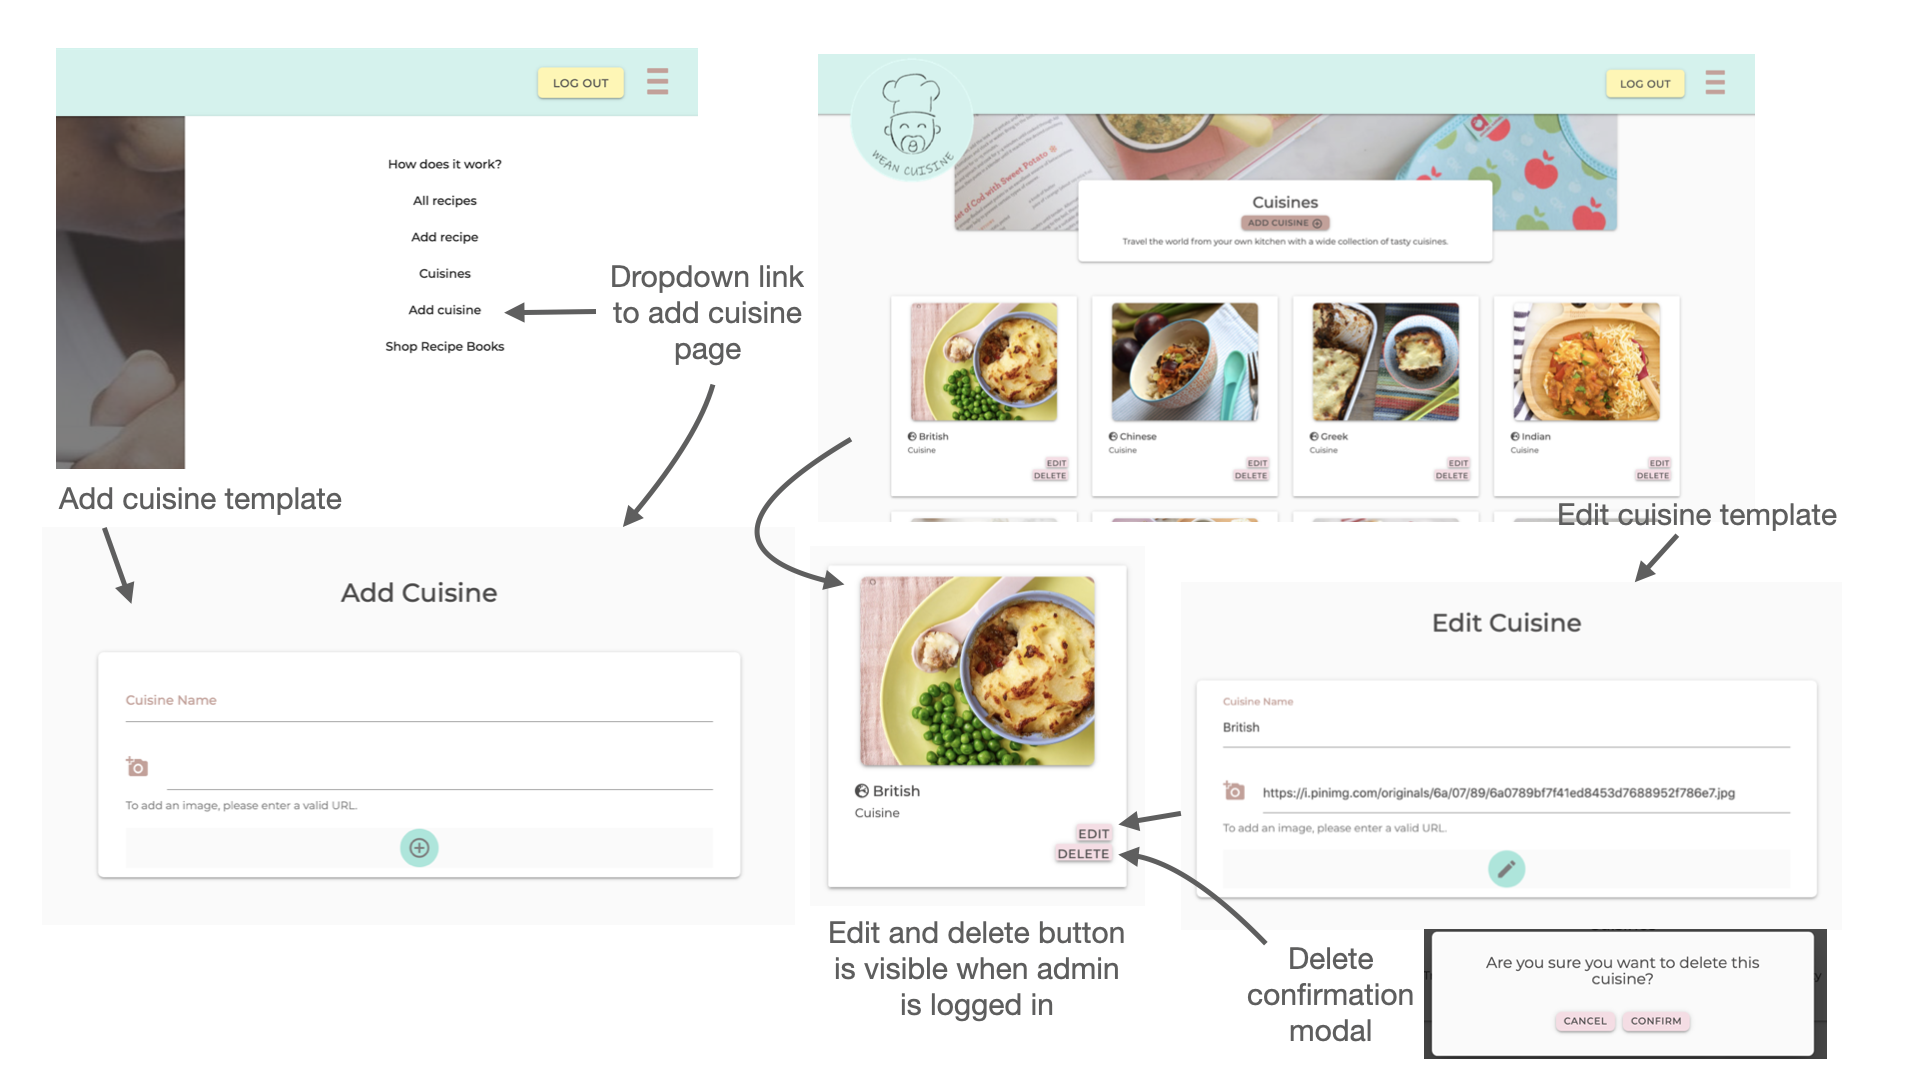 LOG OUT
How does it work?
All recipes
Add recipe
Cuisines
Add cuisine
Shop Recipe Books
Dropdown link
to add cuisine
page
LOG OUT
WEAN CUISINE
of Cod with Sweet Potato
Cuisines
ADD CUISINE
Travel the world from your own kitchen with a wide collection of tasty cuisines.
British
Cuisine
EDIT
DELETE
Chinese
Cuisine
EDIT
DELETE
Greek
Cuisine
EDIT
DELETE
Indian
Cuisine
EDIT
DELETE
Add cuisine template
Add Cuisine
Cuisine Name
To add an image, please enter a valid URL.
British
Cuisine
EDIT
DELETE
Edit and delete button
is visible when admin
is logged in
Edit cuisine template
Edit Cuisine
Cuisine Name
British
https://i.pinimg.com/originals/6a/07/89/6a0789bf7f41ed8453d7688952f786e7.jpg
To add an image, please enter a valid URL.
Delete
confirmation
modal
Are you sure you want to delete this
cuisine?
CANCEL
CONFIRM